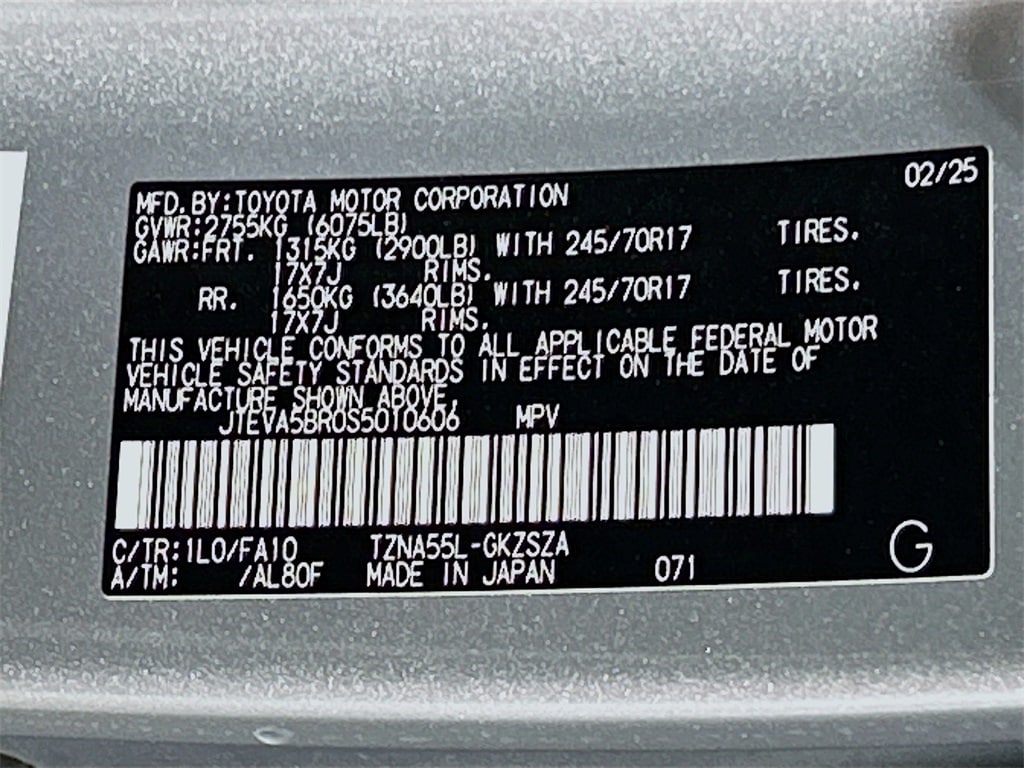 02/25
MFD. BY: TOYOTA MOTOR CORPORATION
GVWR: 2755KG (6075LB)
GAWR: FRT. 1315KG (2900LB) WITH 245/70R17 TIRES.
17X7J RIMS.
RR. 1650KG (3640LB) WITH 245/70R17 TIRES.
17X7J RIMS.
THIS VEHICLE CONFORMS TO ALL APPLICABLE FEDERAL MOTOR
VEHICLE SAFETY STANDARDS IN EFFECT ON THE DATE OF
MANUFACTURE SHOWN ABOVE.
JTEVA5BR0S5010606 MPV
C/TR: 1L0/FA10 TZNA55L-GKZSZA
A/TM: /AL80F MADE IN JAPAN 071
G